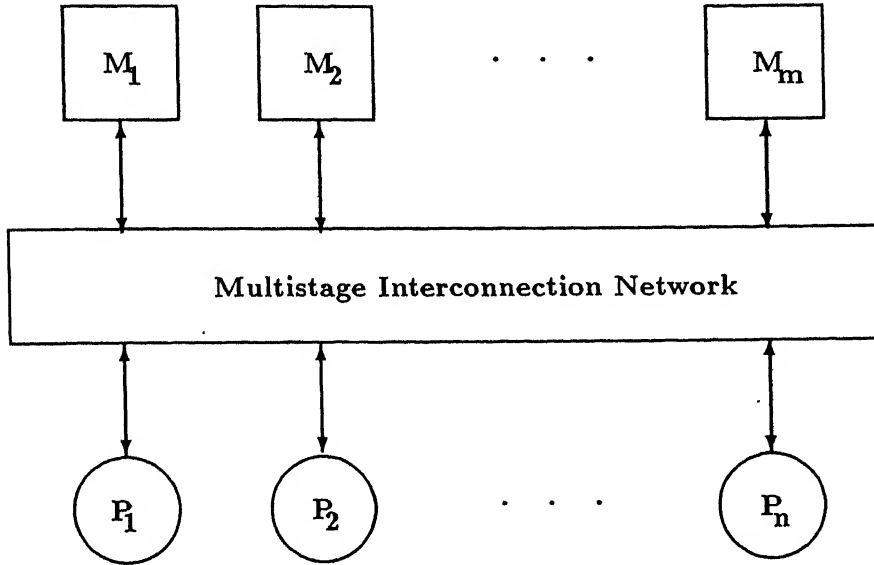 M₁ M₂ . . . Mₘ
Multistage Interconnection Network
P₁ P₂ . . . Pₙ